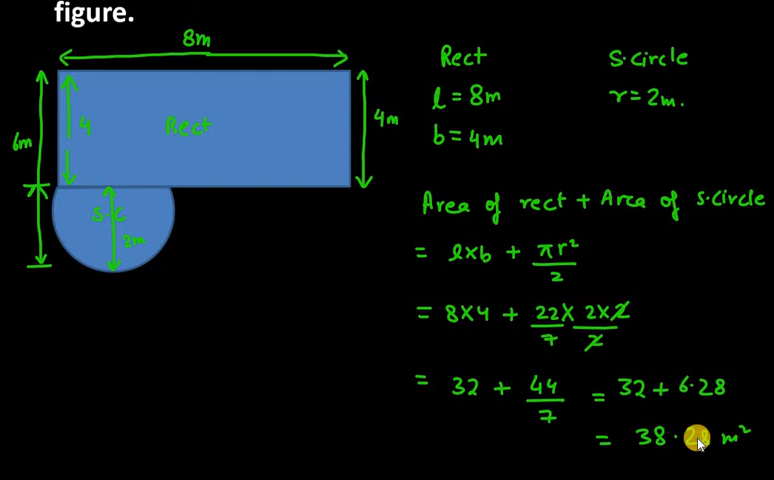 figure.
8m
6m
4
Rect
4m
S.C
2m
Rect
l = 8m
b = 4m
S.circle
r = 2m.
Area of rect + Area of s.circle
= l×b + πr²/2
= 8×4 + 22/7 × 2×2/2
= 32 + 44/7 = 32 + 6.28
= 38.28 m²